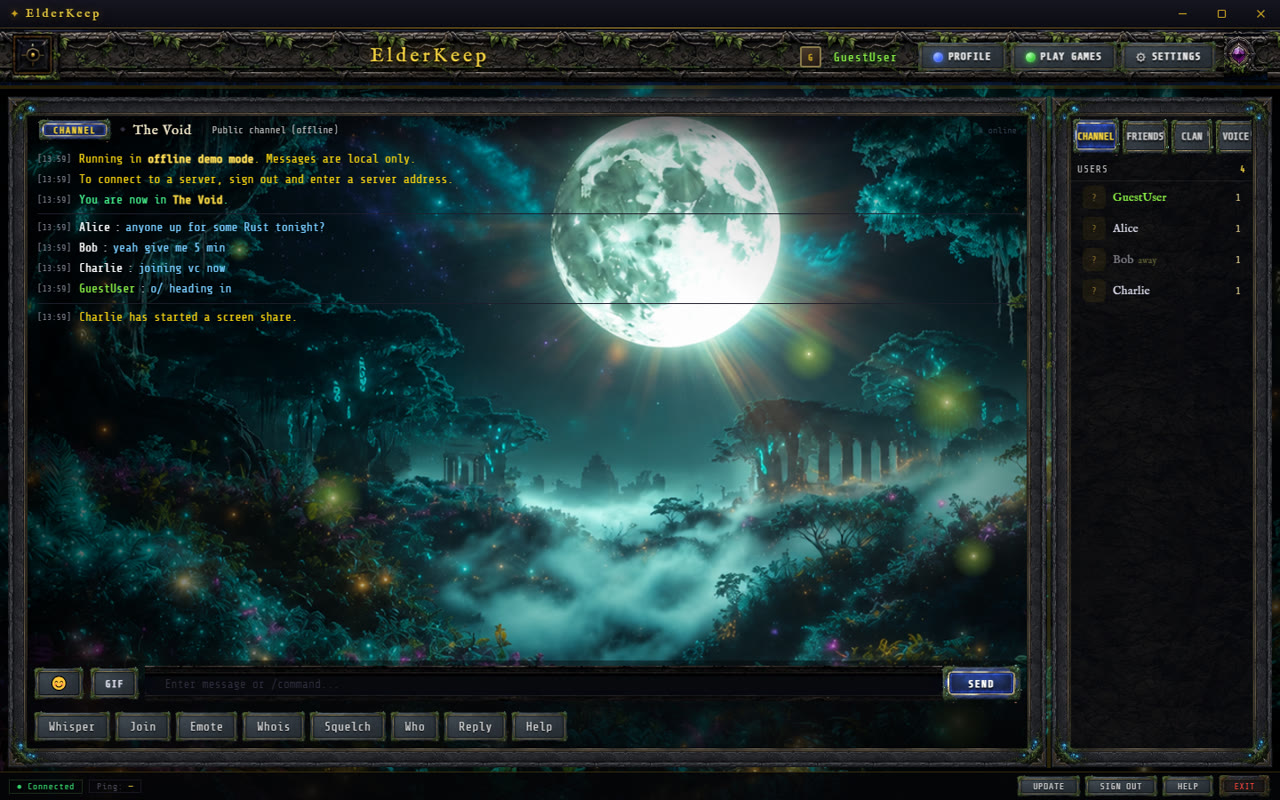 ElderKeep
ElderKeep
G GuestUser PROFILE PLAY GAMES SETTINGS
CHANNEL The Void Public channel (offline) online
[13:59] Running in offline demo mode. Messages are local only.
[13:59] To connect to a server, sign out and enter a server address.
[13:59] You are now in The Void.
[13:59] Alice : anyone up for some Rust tonight?
[13:59] Bob : yeah give me 5 min
[13:59] Charlie : joining vc now
[13:59] GuestUser : o/ heading in
[13:59] Charlie has started a screen share.
GIF Enter message or /command... SEND
Whisper Join Emote Whois Squelch Who Reply Help
CHANNEL FRIENDS CLAN VOICE
USERS 4
? GuestUser 1
? Alice 1
? Bob away 1
? Charlie 1
Connected Ping: —
UPDATE SIGN OUT HELP EXIT